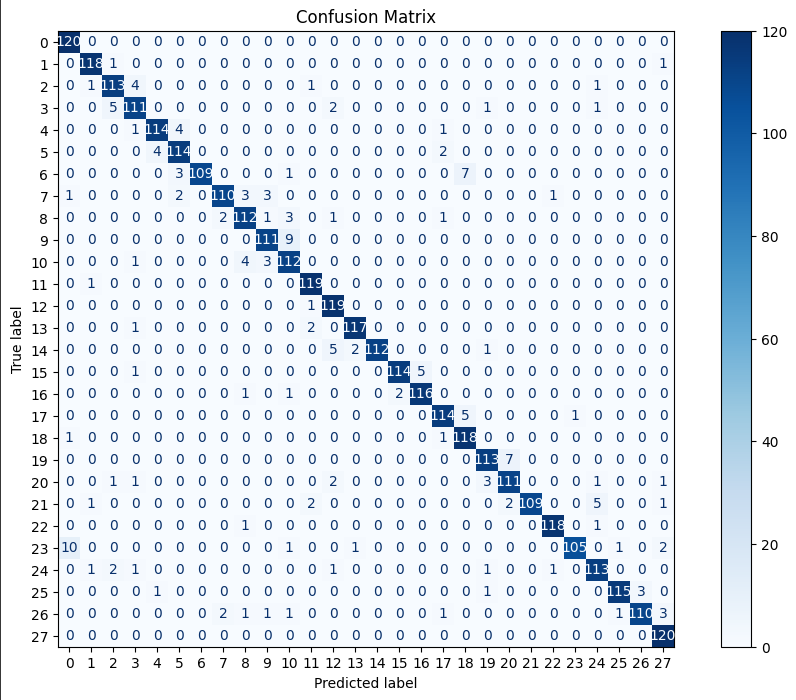 Confusion Matrix
0 120 0 0 0 0 0 0 0 0 0 0 0 0 0 0 0 0 0 0 0 0 0 0 0 0 0 0 0
1 0 118 1 0 0 0 0 0 0 0 0 0 0 0 0 0 0 0 0 0 0 0 0 0 0 0 0 1
2 0 1 113 4 0 0 0 0 0 0 0 1 0 0 0 0 0 0 0 0 0 0 0 0 1 0 0 0
3 0 0 5 111 0 0 0 0 0 0 0 0 2 0 0 0 0 0 0 1 0 0 0 0 1 0 0 0
4 0 0 0 1 114 4 0 0 0 0 0 0 0 0 0 0 0 1 0 0 0 0 0 0 0 0 0 0
5 0 0 0 0 4 114 0 0 0 0 0 0 0 0 0 0 0 2 0 0 0 0 0 0 0 0 0 0
6 0 0 0 0 0 3 109 0 0 0 1 0 0 0 0 0 0 0 7 0 0 0 0 0 0 0 0 0
7 1 0 0 0 0 2 0 110 3 3 0 0 0 0 0 0 0 0 0 0 0 0 1 0 0 0 0 0
8 0 0 0 0 0 0 0 2 112 1 3 0 1 0 0 0 0 1 0 0 0 0 0 0 0 0 0 0
9 0 0 0 0 0 0 0 0 0 111 9 0 0 0 0 0 0 0 0 0 0 0 0 0 0 0 0 0
10 0 0 0 1 0 0 0 0 4 3 112 0 0 0 0 0 0 0 0 0 0 0 0 0 0 0 0 0
11 0 1 0 0 0 0 0 0 0 0 0 119 0 0 0 0 0 0 0 0 0 0 0 0 0 0 0 0
12 0 0 0 0 0 0 0 0 0 0 0 1 119 0 0 0 0 0 0 0 0 0 0 0 0 0 0 0
13 0 0 0 1 0 0 0 0 0 0 0 2 0 117 0 0 0 0 0 0 0 0 0 0 0 0 0 0
14 0 0 0 0 0 0 0 0 0 0 0 0 5 2 112 0 0 0 0 1 0 0 0 0 0 0 0 0
15 0 0 0 1 0 0 0 0 0 0 0 0 0 0 0 114 5 0 0 0 0 0 0 0 0 0 0 0
16 0 0 0 0 0 0 0 0 1 0 1 0 0 0 0 2 116 0 0 0 0 0 0 0 0 0 0 0
17 0 0 0 0 0 0 0 0 0 0 0 0 0 0 0 0 0 114 5 0 0 0 0 1 0 0 0 0
18 1 0 0 0 0 0 0 0 0 0 0 0 0 0 0 0 0 1 118 0 0 0 0 0 0 0 0 0
19 0 0 0 0 0 0 0 0 0 0 0 0 0 0 0 0 0 0 0 113 7 0 0 0 0 0 0 0
20 0 0 1 1 0 0 0 0 0 0 0 0 2 0 0 0 0 0 0 3 111 0 0 0 1 0 0 1
21 0 1 0 0 0 0 0 0 0 0 0 2 0 0 0 0 0 0 0 0 2 109 0 0 5 0 0 1
22 0 0 0 0 0 0 0 0 1 0 0 0 0 0 0 0 0 0 0 0 0 0 118 0 1 0 0 0
23 10 0 0 0 0 0 0 0 0 0 1 0 0 1 0 0 0 0 0 0 0 0 0 105 0 1 0 2
24 0 1 2 1 0 0 0 0 0 0 0 0 1 0 0 0 0 0 0 1 0 0 1 0 113 0 0 0
25 0 0 0 0 1 0 0 0 0 0 0 0 0 0 0 0 0 0 0 1 0 0 0 0 0 115 3 0
26 0 0 0 0 0 0 0 2 1 1 1 0 0 0 0 0 0 1 0 0 0 0 0 0 0 1 110 3
27 0 0 0 0 0 0 0 0 0 0 0 0 0 0 0 0 0 0 0 0 0 0 0 0 0 0 0 120
0 1 2 3 4 5 6 7 8 9 10 11 12 13 14 15 16 17 18 19 20 21 22 23 24 25 26 27
Predicted label
True label
120
100
80
60
40
20
0